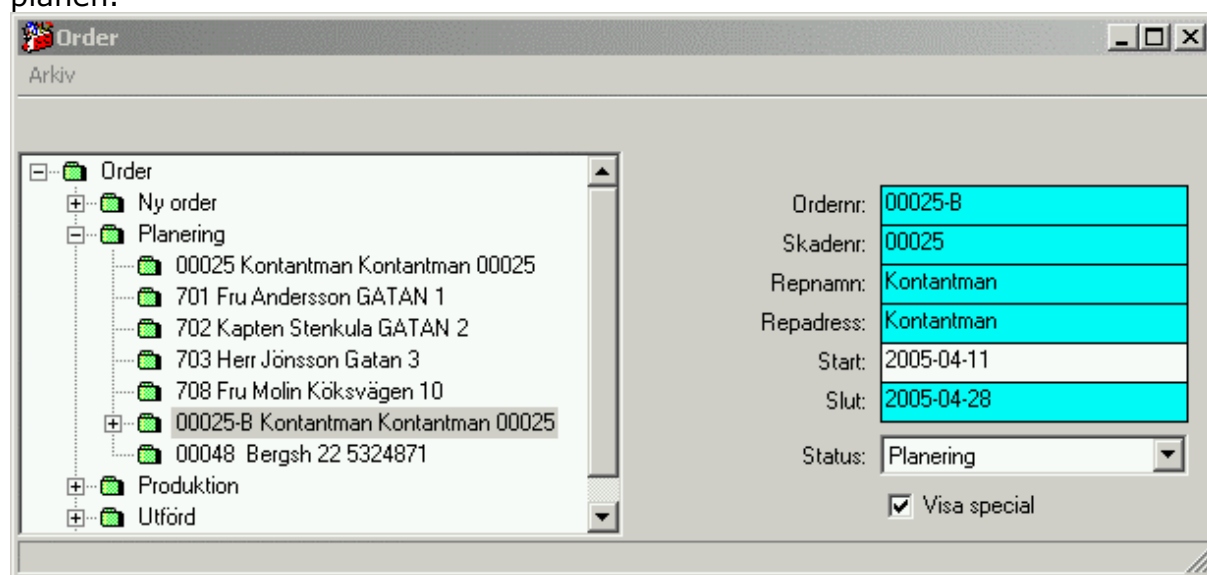 planen.
Order
Arkiv
Order
Ny order
Planering
00025 Kontantman Kontantman 00025
701 Fru Andersson GATAN 1
702 Kapten Stenkula GATAN 2
703 Herr Jönsson Gatan 3
708 Fru Molin Köksvägen 10
00025-B Kontantman Kontantman 00025
00048 Bergsh 22 5324871
Produktion
Utförd
Ordernr: 00025-B
Skadenr: 00025
Repnamn: Kontantman
Repadress: Kontantman
Start: 2005-04-11
Slut: 2005-04-28
Status: Planering
Visa special